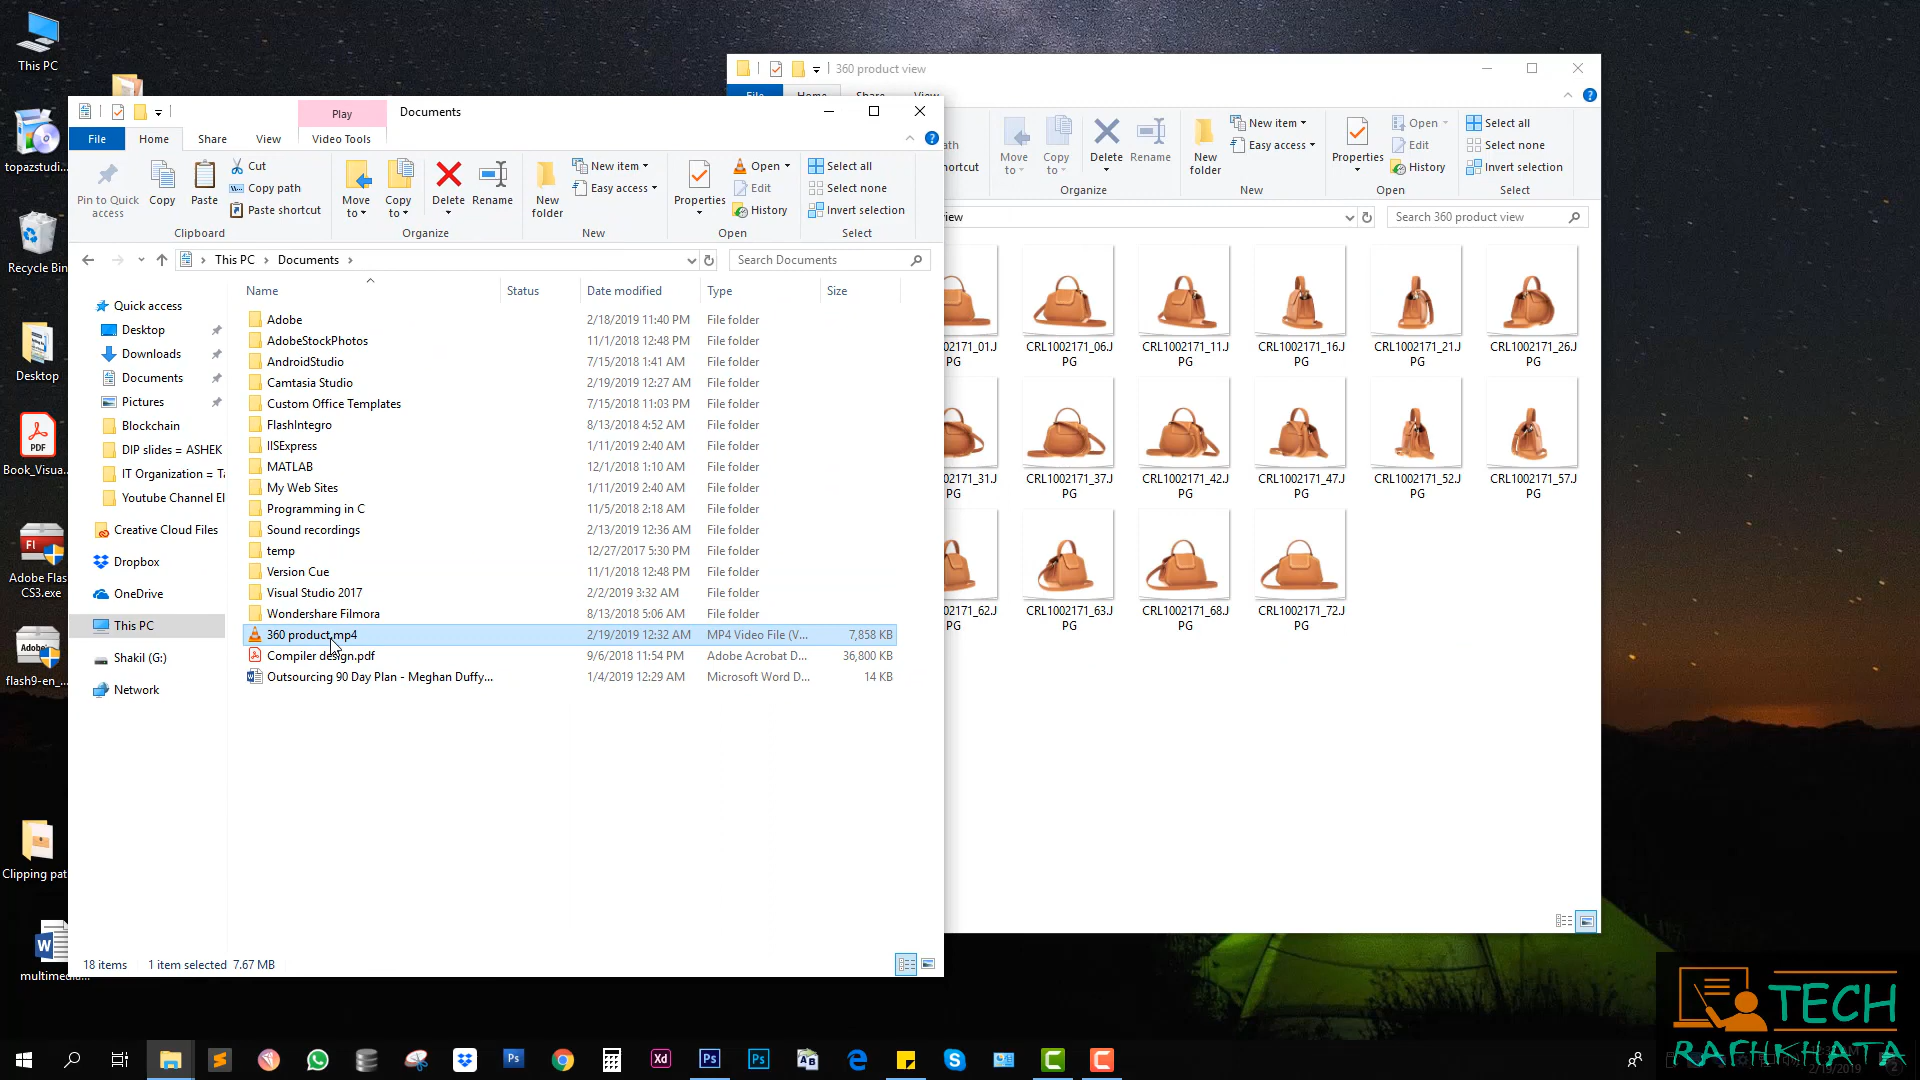 This PC
topazstudi...
Recycle Bin
Desktop
Book_Visua...
Adobe Flas
CS3.exe
flash9-en_...
Clipping pat
multimedia...
Play
Documents
File
Home
Share
View
Video Tools
Pin to Quick
access
Copy
Paste
Cut
Copy path
Paste shortcut
Clipboard
Move
to
Copy
to
Delete
Rename
Organize
New
folder
New item
Easy access
New
Properties
Open
Edit
History
Open
Select all
Select none
Invert selection
Select
This PC > Documents >
Search Documents
Name
Status
Date modified
Type
Size
Quick access
Desktop
Downloads
Documents
Pictures
Blockchain
DIP slides = ASHEK
IT Organization = Ta
Youtube Channel El
Creative Cloud Files
Dropbox
OneDrive
This PC
Shakil (G:)
Network
Adobe 2/18/2019 11:40 PM File folder
AdobeStockPhotos 11/1/2018 12:48 PM File folder
AndroidStudio 7/15/2018 1:41 AM File folder
Camtasia Studio 2/19/2019 12:27 AM File folder
Custom Office Templates 7/15/2018 11:03 PM File folder
FlashIntegro 8/13/2018 4:52 AM File folder
IISExpress 1/11/2019 2:40 AM File folder
MATLAB 12/1/2018 1:10 AM File folder
My Web Sites 1/11/2019 2:40 AM File folder
Programming in C 11/5/2018 2:18 AM File folder
Sound recordings 2/13/2019 12:36 AM File folder
temp 12/27/2017 5:30 PM File folder
Version Cue 11/1/2018 12:48 PM File folder
Visual Studio 2017 2/2/2019 3:32 AM File folder
Wondershare Filmora 8/13/2018 5:06 AM File folder
360 product.mp4 2/19/2019 12:32 AM MP4 Video File (V... 7,858 KB
Compiler design.pdf 9/6/2018 11:54 PM Adobe Acrobat D... 36,800 KB
Outsourcing 90 Day Plan - Meghan Duffy... 1/4/2019 12:29 AM Microsoft Word D... 14 KB
18 items 1 item selected 7.67 MB
360 product view
File
Home
Share
View
ath
hortcut
Move
to
Copy
to
Delete
Rename
Organize
New
folder
New item
Easy access
New
Properties
Open
Edit
History
Open
Select all
Select none
Invert selection
Select
iew
Search 360 product view
002171_01.J
PG
CRL1002171_06.J
PG
CRL1002171_11.J
PG
CRL1002171_16.J
PG
CRL1002171_21.J
PG
CRL1002171_26.J
PG
002171_31.J
PG
CRL1002171_37.J
PG
CRL1002171_42.J
PG
CRL1002171_47.J
PG
CRL1002171_52.J
PG
CRL1002171_57.J
PG
002171_62.J
PG
CRL1002171_63.J
PG
CRL1002171_68.J
PG
CRL1002171_72.J
PG
TECH
RAFHKHATA
2/19/2019